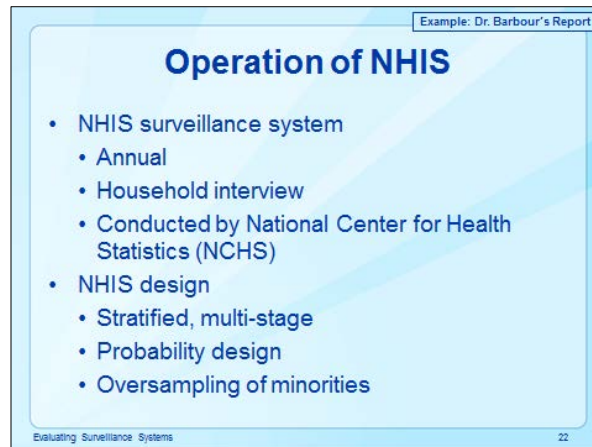 Example: Dr. Barbour's Report
Operation of NHIS
• NHIS surveillance system
• Annual
• Household interview
• Conducted by National Center for Health
Statistics (NCHS)
• NHIS design
• Stratified, multi-stage
• Probability design
• Oversampling of minorities
Evaluating Surveillance Systems
22